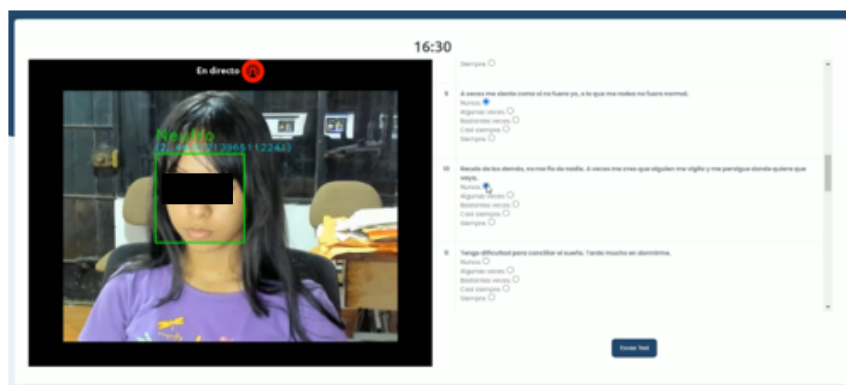 16:30
En directo
Neutro
Siempre
9 A veces me siento como si no fuera yo, o lo que me rodea no fuera normal.
Nunca
Algunas veces
Bastantes veces
Casi siempre
Siempre
10 Recelo de los demás, no me fío de nadie. A veces me creo que alguien me vigila y me persigue donde quiera que
vaya.
Nunca
Algunas veces
Bastantes veces
Casi siempre
Siempre
11 Tengo dificultad para conciliar el sueño. Tardo mucho en dormirme.
Nunca
Algunas veces
Bastantes veces
Casi siempre
Siempre
Enviar Test